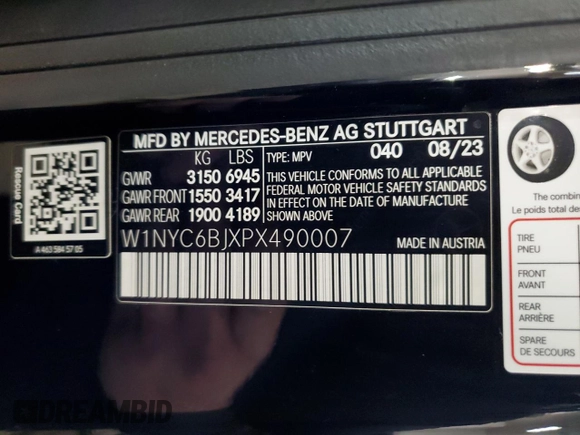 MFD BY MERCEDES-BENZ AG STUTTGART
KG LBS
GVWR 3150 6945
GAWR FRONT 1550 3417
GAWR REAR 1900 4189
TYPE: MPV 040 08/23
THIS VEHICLE CONFORMS TO ALL APPLICABLE
FEDERAL MOTOR VEHICLE SAFETY STANDARDS
IN EFFECT ON THE DATE OF MANUFACTURE
SHOWN ABOVE.
W1NYC6BJXPX490007 MADE IN AUSTRIA
Rescue Card
A 463 584 57 05
The combine
Le poids total d
TIRE
PNEU
FRONT
AVANT
REAR
ARRIÈRE
SPARE
DE SECOURS
DREAMBID